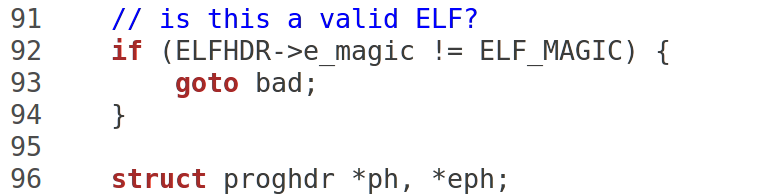 91    // is this a valid ELF?
92    if (ELFHDR->e_magic != ELF_MAGIC) {
93        goto bad;
94    }
95
96    struct proghdr *ph, *eph;